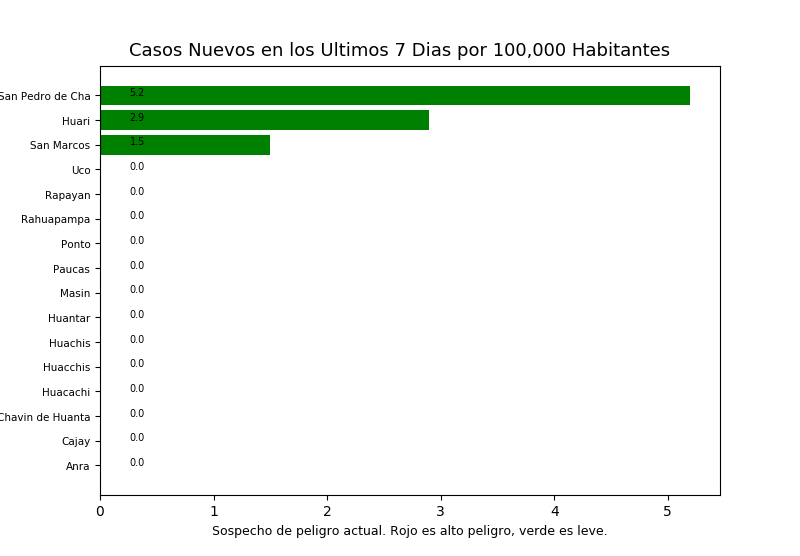 Casos Nuevos en los Ultimos 7 Dias por 100,000 Habitantes
San Pedro de Cha 5.2
Huari 2.9
San Marcos 1.5
Uco 0.0
Rapayan 0.0
Rahuapampa 0.0
Ponto 0.0
Paucas 0.0
Masin 0.0
Huantar 0.0
Huachis 0.0
Huacchis 0.0
Huacachi 0.0
Chavin de Huanta 0.0
Cajay 0.0
Anra 0.0
0 1 2 3 4 5
Sospecho de peligro actual. Rojo es alto peligro, verde es leve.